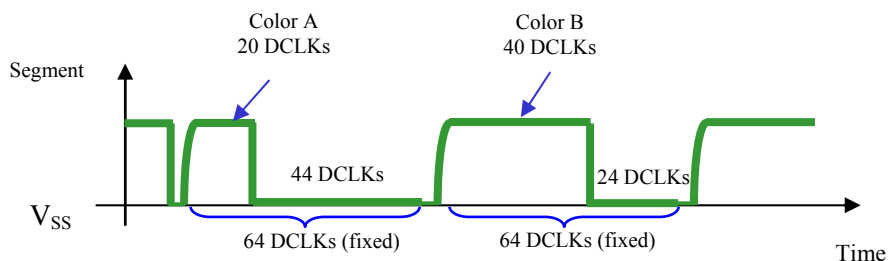 Color A
20 DCLKs
Color B
40 DCLKs
Segment
44 DCLKs
24 DCLKs
VSS
64 DCLKs (fixed)
64 DCLKs (fixed)
Time